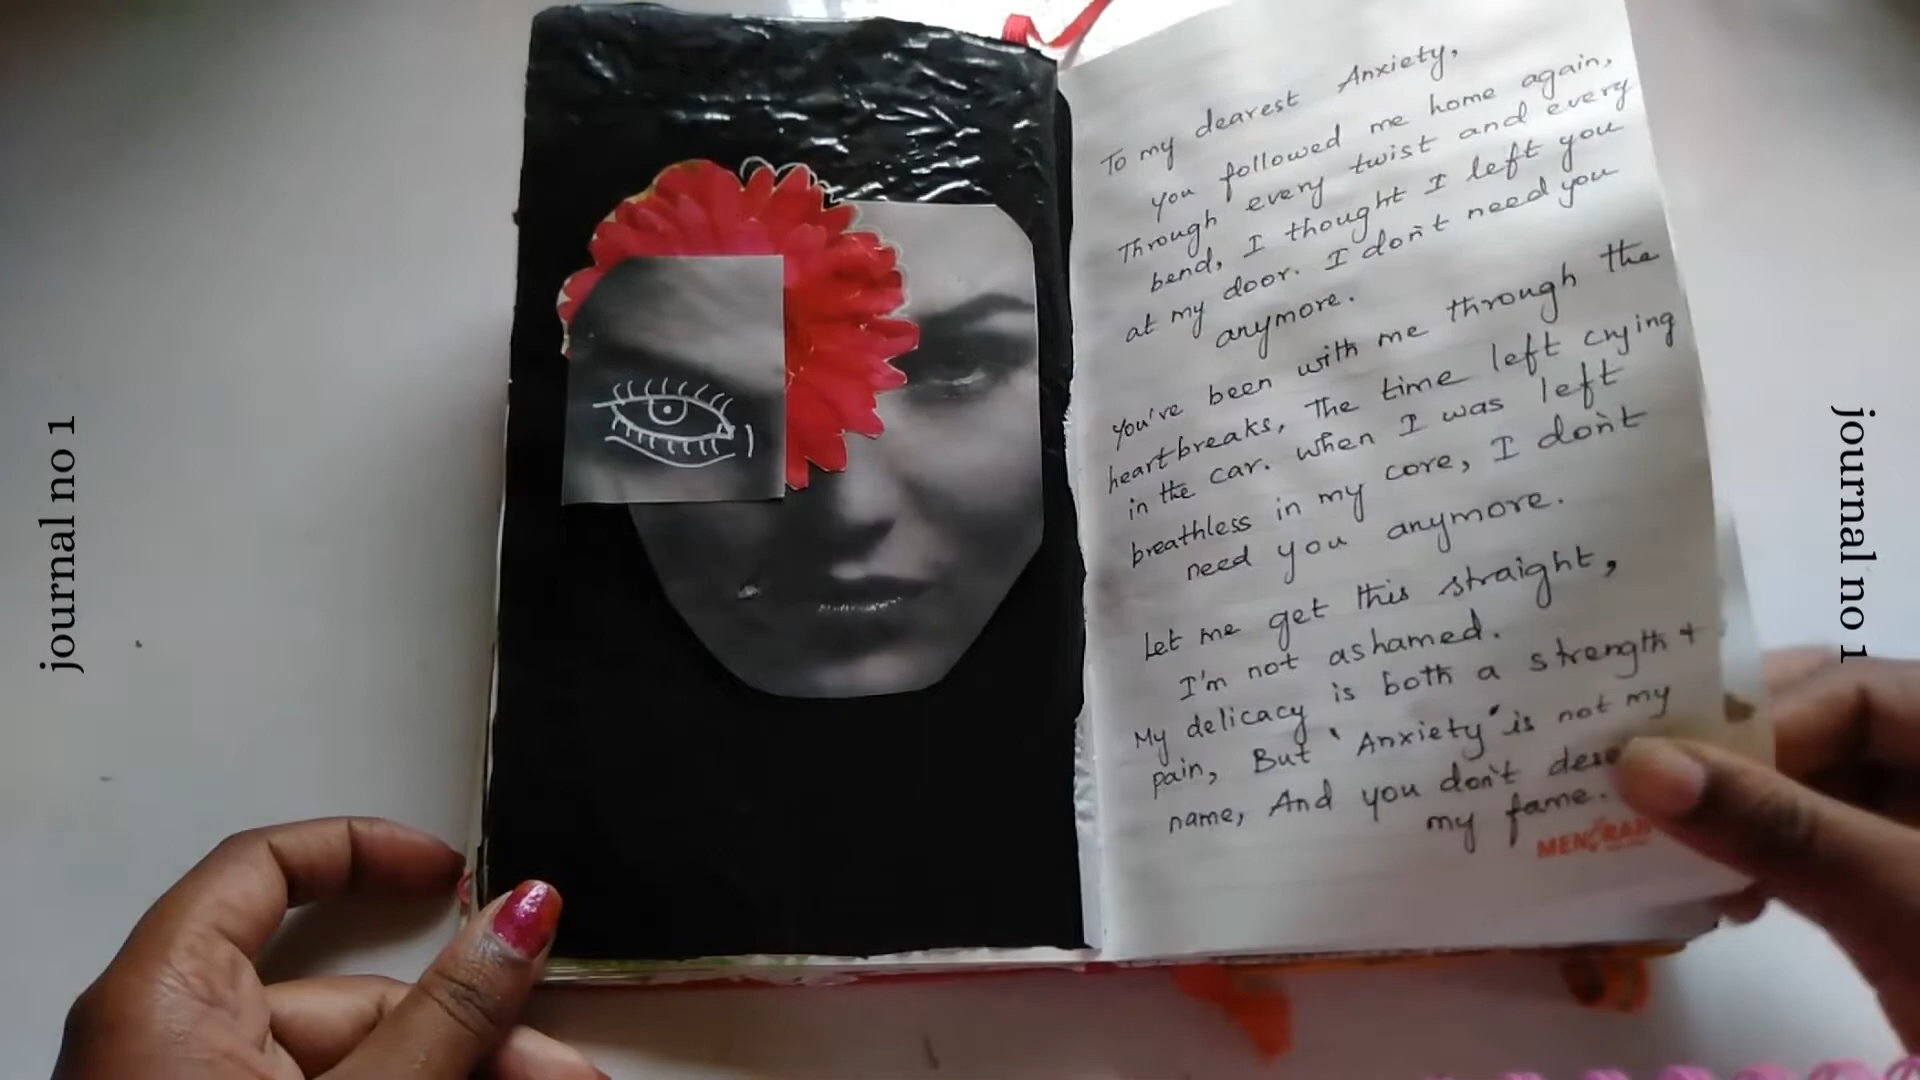 journal no 1
To my dearest Anxiety,
you followed me home again,
Through every twist and every
bend, I thought I left you
at my door. I don't need you
anymore.
You've been with me through the
heartbreaks, The time left crying
in the car. when I was left
breathless in my core, I don't
need you anymore.
Let me get this straight,
I'm not ashamed.
My delicacy is both a strength +
pain, But "Anxiety" is not my
name, And you don't
my fame.
journal no 1